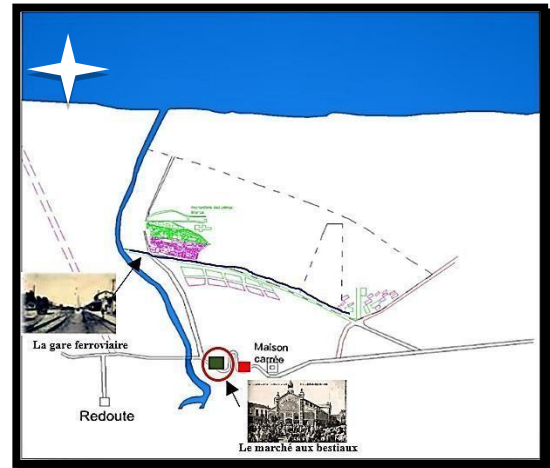 La gare ferroviaire
Maison
carrée
Redoute
Le marché aux bestiaux